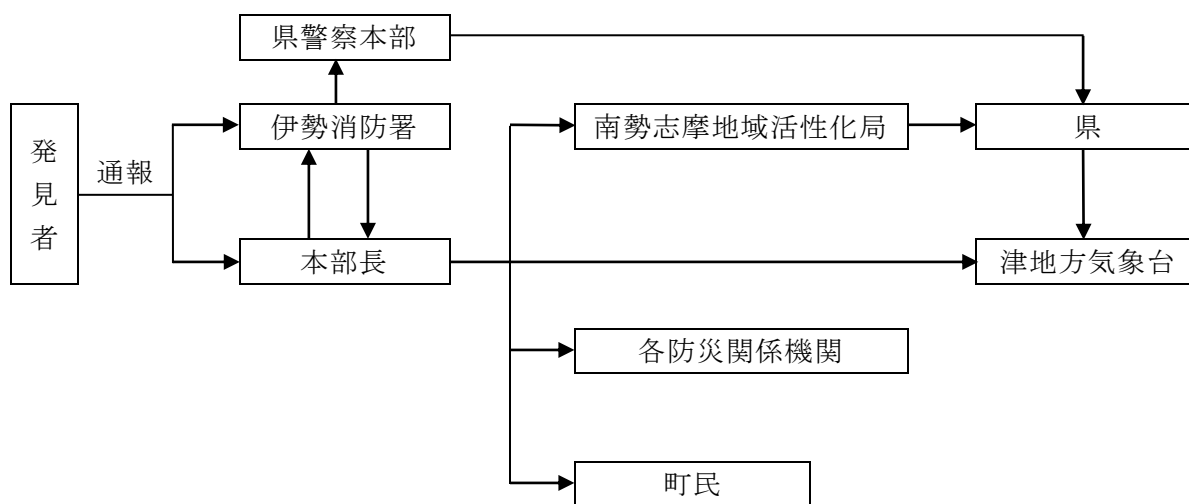 県警察本部
発見者
通報
伊勢消防署
南勢志摩地域活性化局
県
本部長
津地方気象台
各防災関係機関
町民